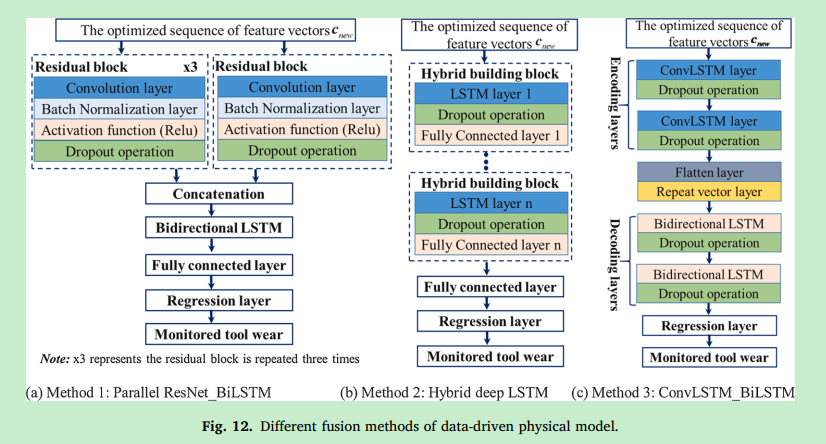 The optimized sequence of feature vectors c_new
Residual block x3
Convolution layer
Batch Normalization layer
Activation function (Relu)
Dropout operation
Residual block
Convolution layer
Batch Normalization layer
Activation function (Relu)
Dropout operation
Concatenation
Bidirectional LSTM
Fully connected layer
Regression layer
Monitored tool wear
Note: x3 represents the residual block is repeated three times
(a) Method 1: Parallel ResNet_BiLSTM
The optimized sequence of
feature vectors c_new
Hybrid building block
LSTM layer 1
Dropout operation
Fully Connected layer 1
Hybrid building block
LSTM layer n
Dropout operation
Fully Connected layer n
Fully connected layer
Regression layer
Monitored tool wear
(b) Method 2: Hybrid deep LSTM
The optimized sequence of
feature vectors c_new
Encoding layers
ConvLSTM layer
Dropout operation
ConvLSTM layer
Dropout operation
Flatten layer
Repeat vector layer
Decoding layers
Bidirectional LSTM
Dropout operation
Bidirectional LSTM
Dropout operation
Regression layer
Monitored tool wear
(c) Method 3: ConvLSTM_BiLSTM
Fig. 12. Different fusion methods of data-driven physical model.